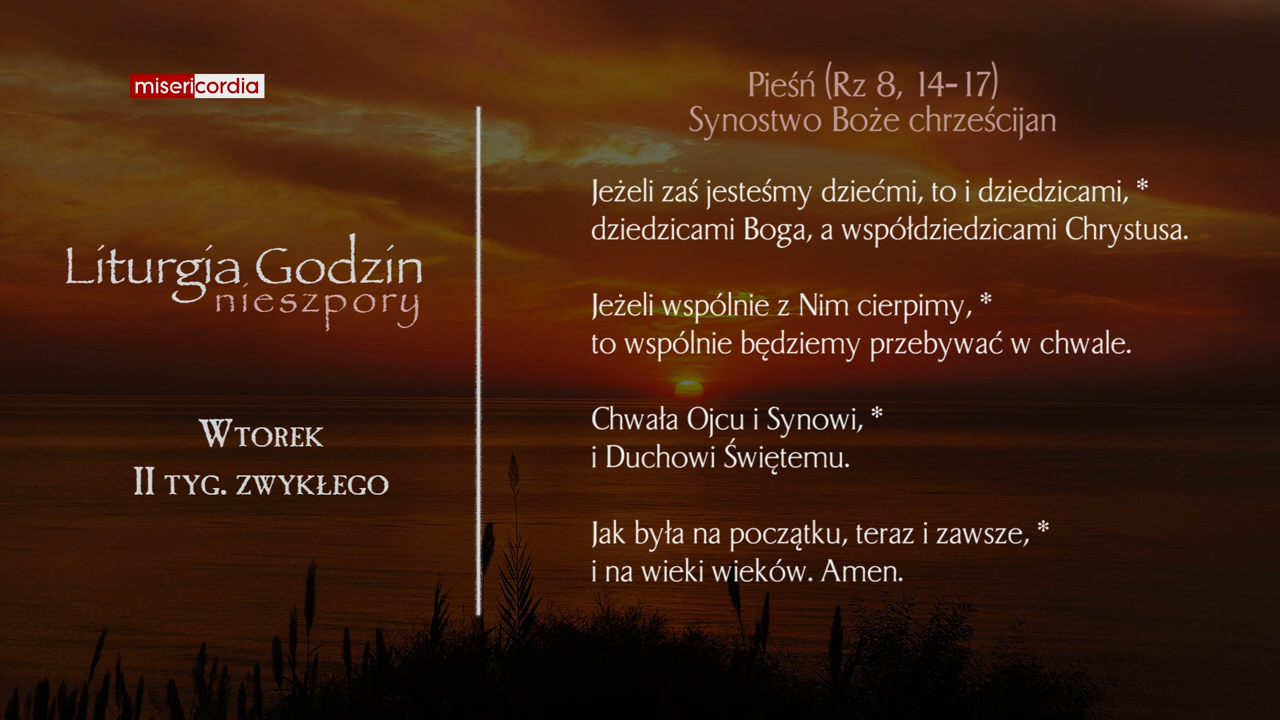 misericordia
Liturgia Godzin
nieszpory
Wtorek
II tyg. zwykłego
Pieśń (Rz 8, 14-17)
Synostwo Boże chrześcijan
Jeżeli zaś jesteśmy dziećmi, to i dziedzicami, *
dziedzicami Boga, a współdziedzicami Chrystusa.
Jeżeli wspólnie z Nim cierpimy, *
to wspólnie będziemy przebywać w chwale.
Chwała Ojcu i Synowi, *
i Duchowi Świętemu.
Jak była na początku, teraz i zawsze, *
i na wieki wieków. Amen.